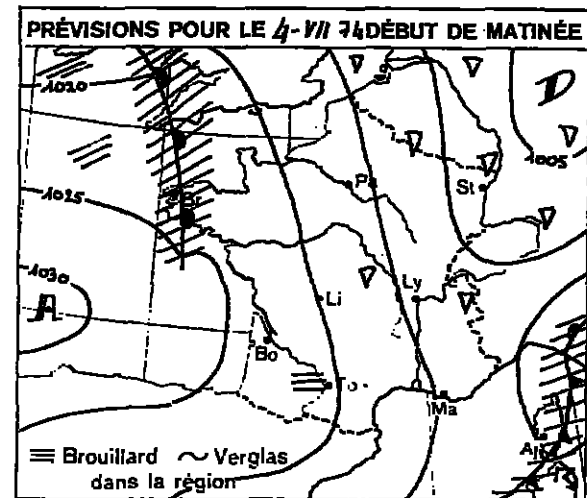 PRÉVISIONS POUR LE 4-VII 74 DÉBUT DE MATINÉE
1020
D
1005
Pa
St
Br
1025
1030
A
Li
Ly
Bo
To
Ma
Aj
Brouillard Verglas
dans la région